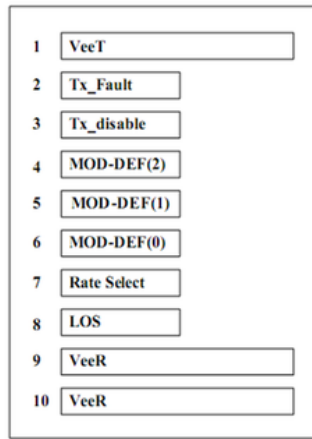 1 VeeT
2 Tx_Fault
3 Tx_disable
4 MOD-DEF(2)
5 MOD-DEF(1)
6 MOD-DEF(0)
7 Rate Select
8 LOS
9 VeeR
10 VeeR